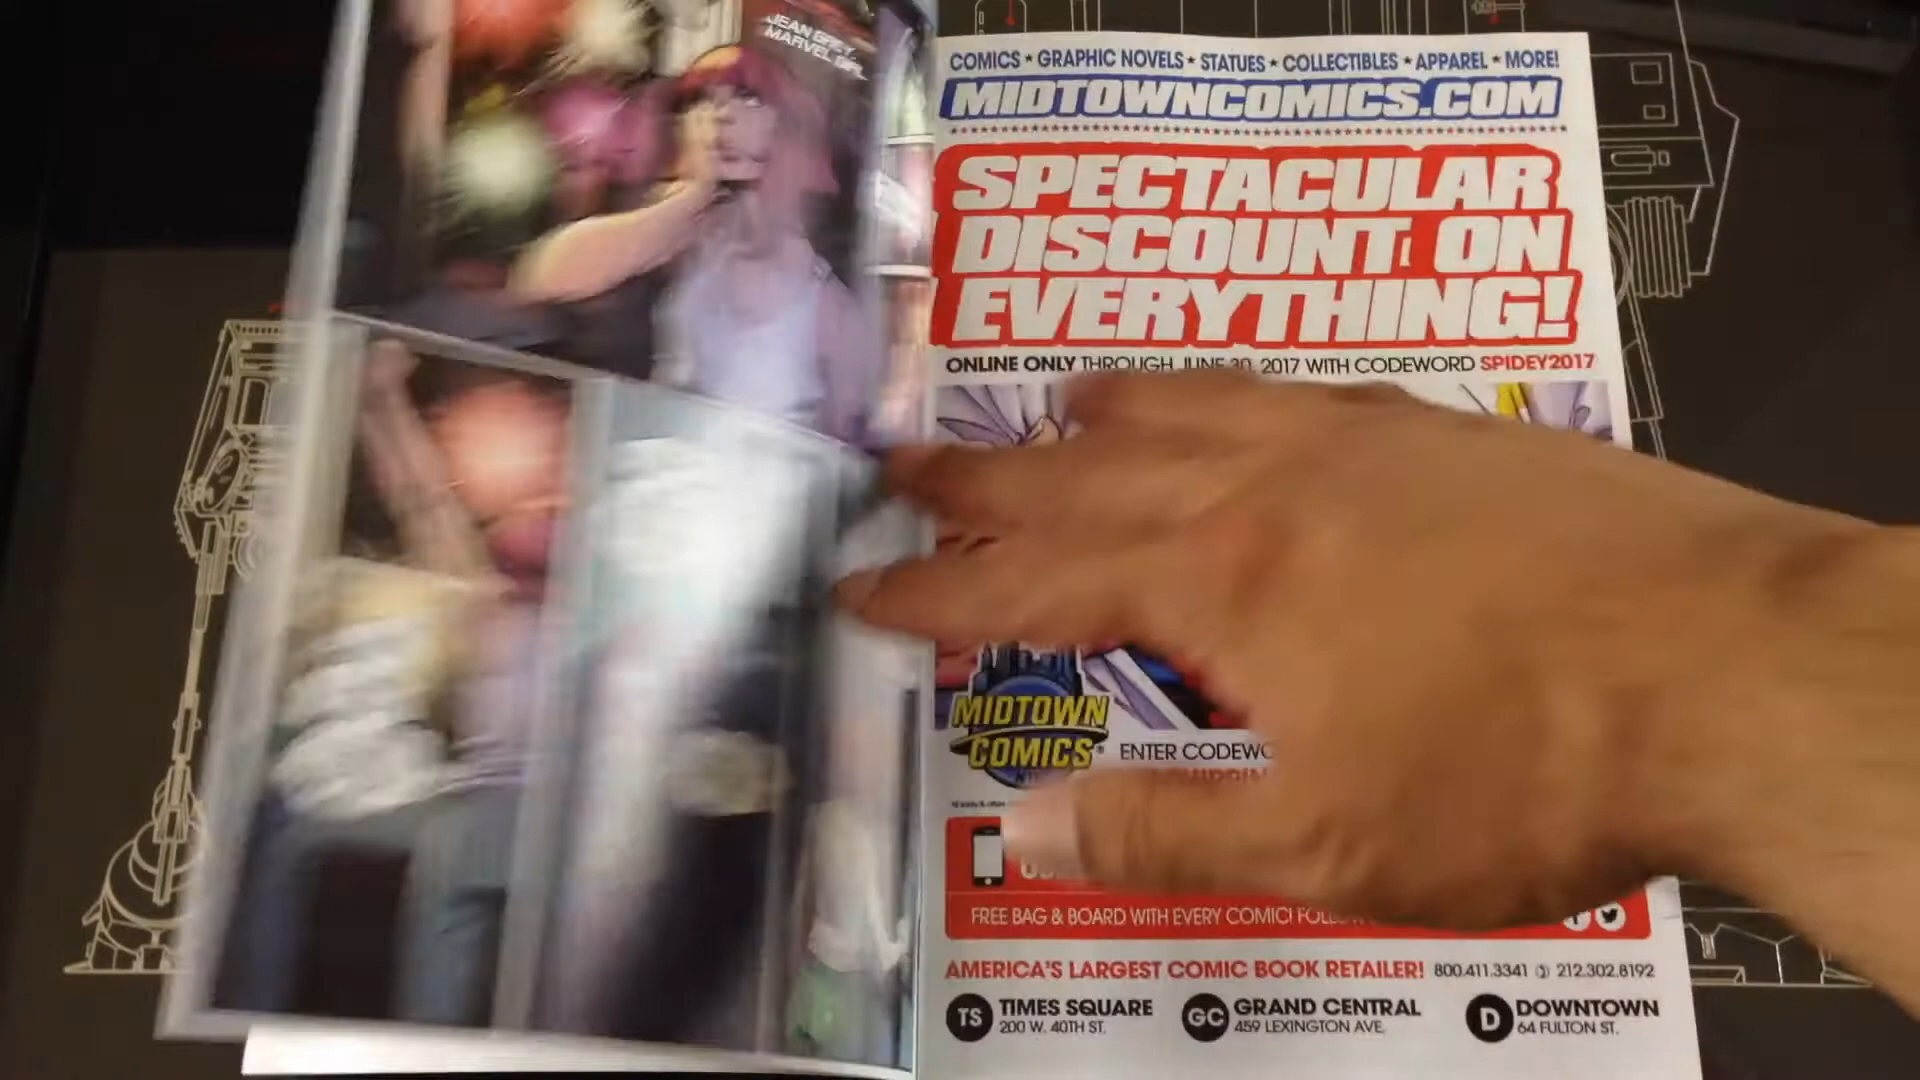 JEAN GREY
MARVEL GIRL
COMICS ★ GRAPHIC NOVELS ★ STATUES ★ COLLECTIBLES ★ APPAREL ★ MORE!
MIDTOWNCOMICS.COM
SPECTACULAR
DISCOUNT ON
EVERYTHING!
ONLINE ONLY THROUGH JUNE 30, 2017 WITH CODEWORD SPIDEY2017
MIDTOWN
COMICS®
ENTER
FREE BAG & BOARD WITH EVERY COMIC!
AMERICA'S LARGEST COMIC BOOK RETAILER! 800.411.3341 212.302.8192
TS TIMES SQUARE
200 W. 40TH ST.
GC GRAND CENTRAL
459 LEXINGTON AVE.
D DOWNTOWN
64 FULTON ST.